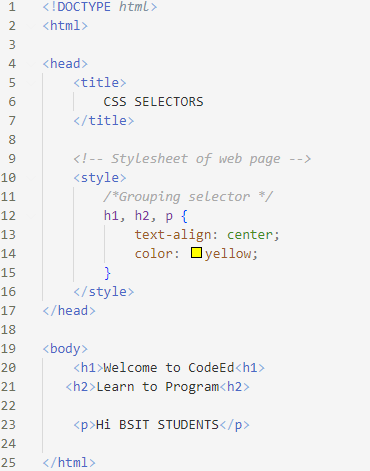 1 <!DOCTYPE html>
2 <html>
3
4 <head>
5 <title>
6 CSS SELECTORS
7 </title>
8
9 <!-- Stylesheet of web page -->
10 <style>
11 /*Grouping selector */
12 h1, h2, p {
13 text-align: center;
14 color: yellow;
15 }
16 </style>
17 </head>
18
19 <body>
20 <h1>Welcome to CodeEd<h1>
21 <h2>Learn to Program<h2>
22
23 <p>Hi BSIT STUDENTS</p>
24
25 </html>